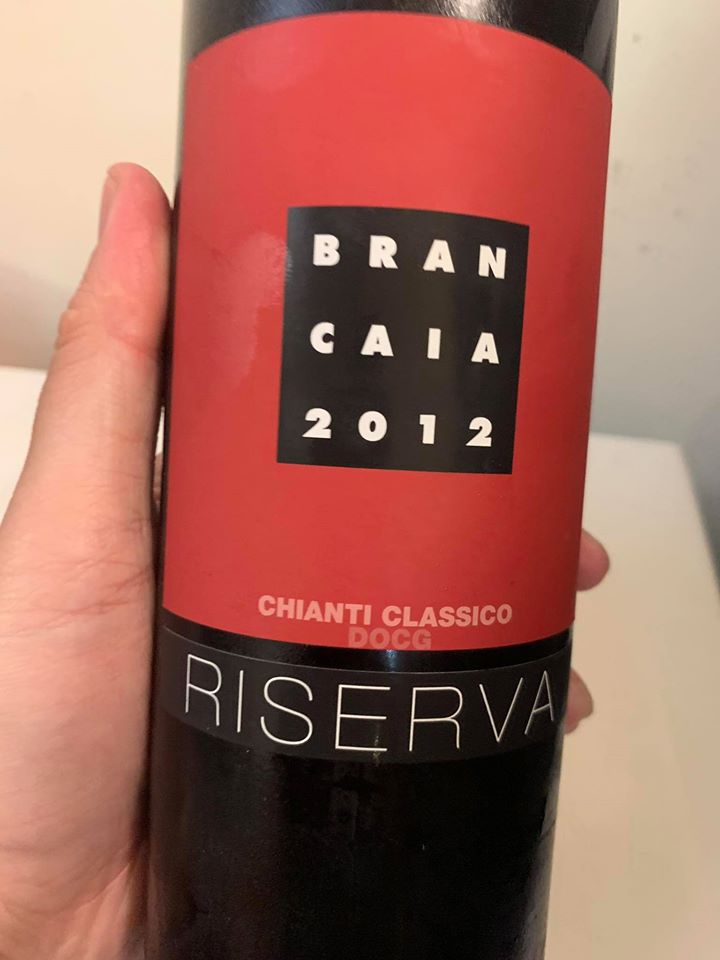 BRAN
CAIA
2012
CHIANTI CLASSICO
DOCG
RISERVA